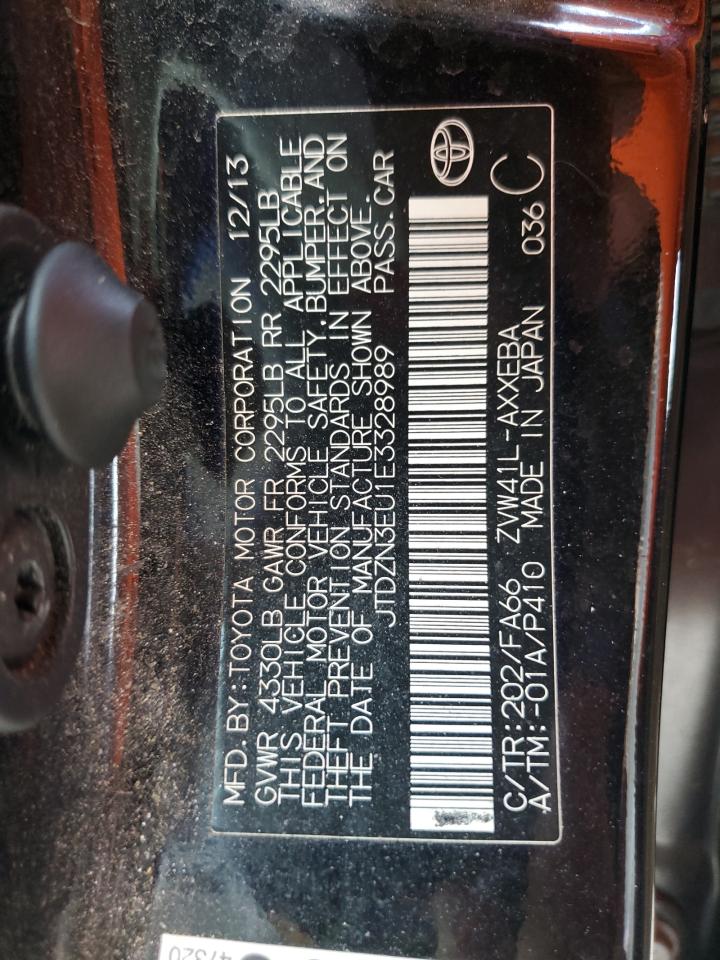 MFD. BY: TOYOTA MOTOR CORPORATION 12/13
GVWR 4330LB GAWR FR 2295LB RR 2295LB
THIS VEHICLE CONFORMS TO ALL APPLICABLE
FEDERAL MOTOR VEHICLE SAFETY, BUMPER, AND
THEFT PREVENTION STANDARDS IN EFFECT ON
THE DATE OF MANUFACTURE SHOWN ABOVE.
JTDZN3EU1E3328989 PASS. CAR
C/TR: 202/FA66 ZVW41L-AXXEBA
A/TM: -01A/P410 MADE IN JAPAN 036 C
47320